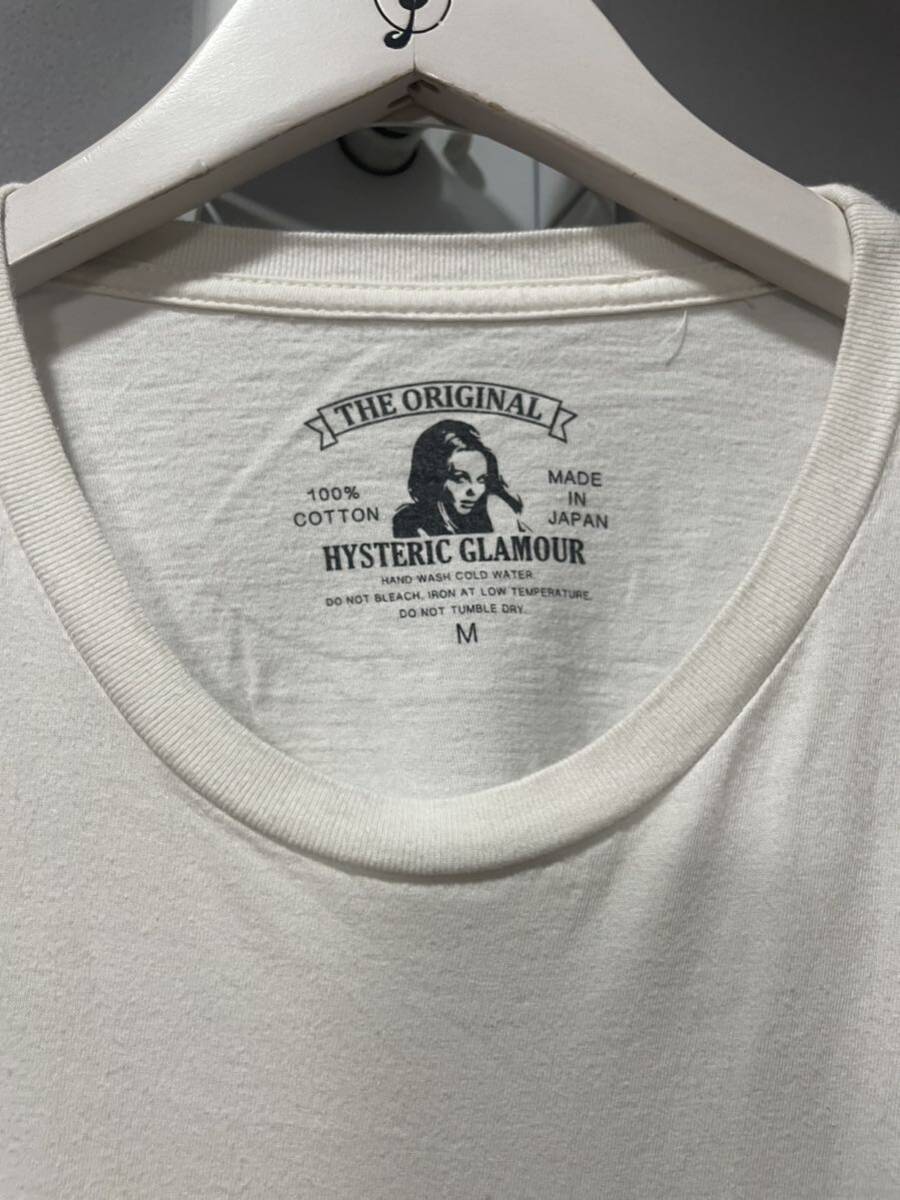 THE ORIGINAL
100%
COTTON
MADE
IN
JAPAN
HYSTERIC GLAMOUR
HAND WASH COLD WATER
DO NOT BLEACH, IRON AT LOW TEMPERATURE.
DO NOT TUMBLE DRY.
M